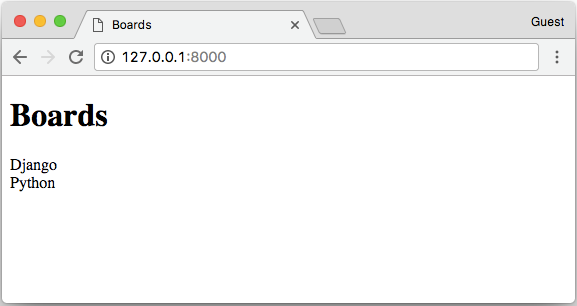 Boards
Guest
127.0.0.1:8000
Boards
Django
Python